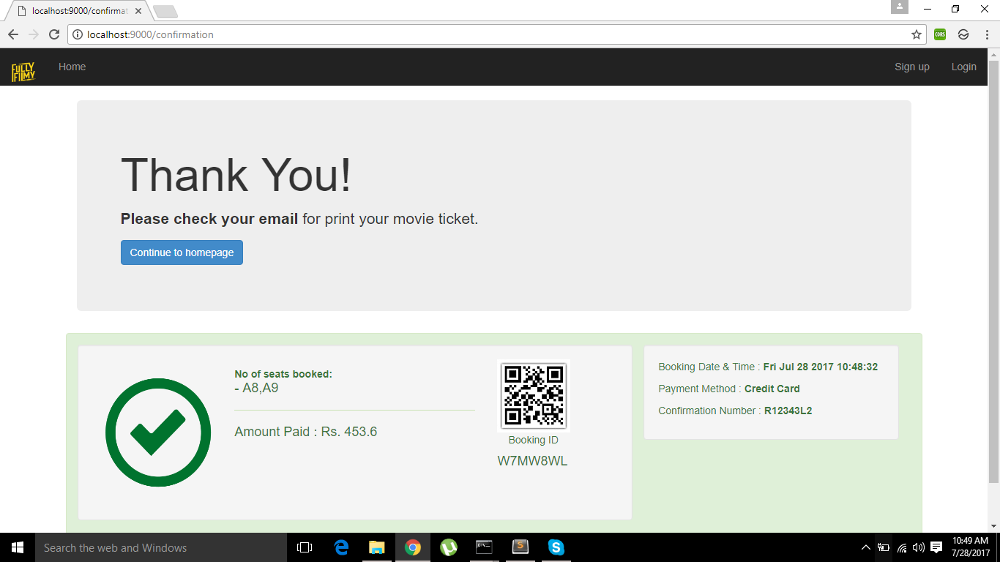 localhost:9000/confirmat
localhost:9000/confirmation
CORS
FULLY
FILMY
Home
Sign up
Login
Thank You!
Please check your email for print your movie ticket.
Continue to homepage
No of seats booked:
- A8,A9
Amount Paid : Rs. 453.6
Booking ID
W7MW8WL
Booking Date & Time : Fri Jul 28 2017 10:48:32
Payment Method : Credit Card
Confirmation Number : R12343L2
Search the web and Windows
10:49 AM
7/28/2017